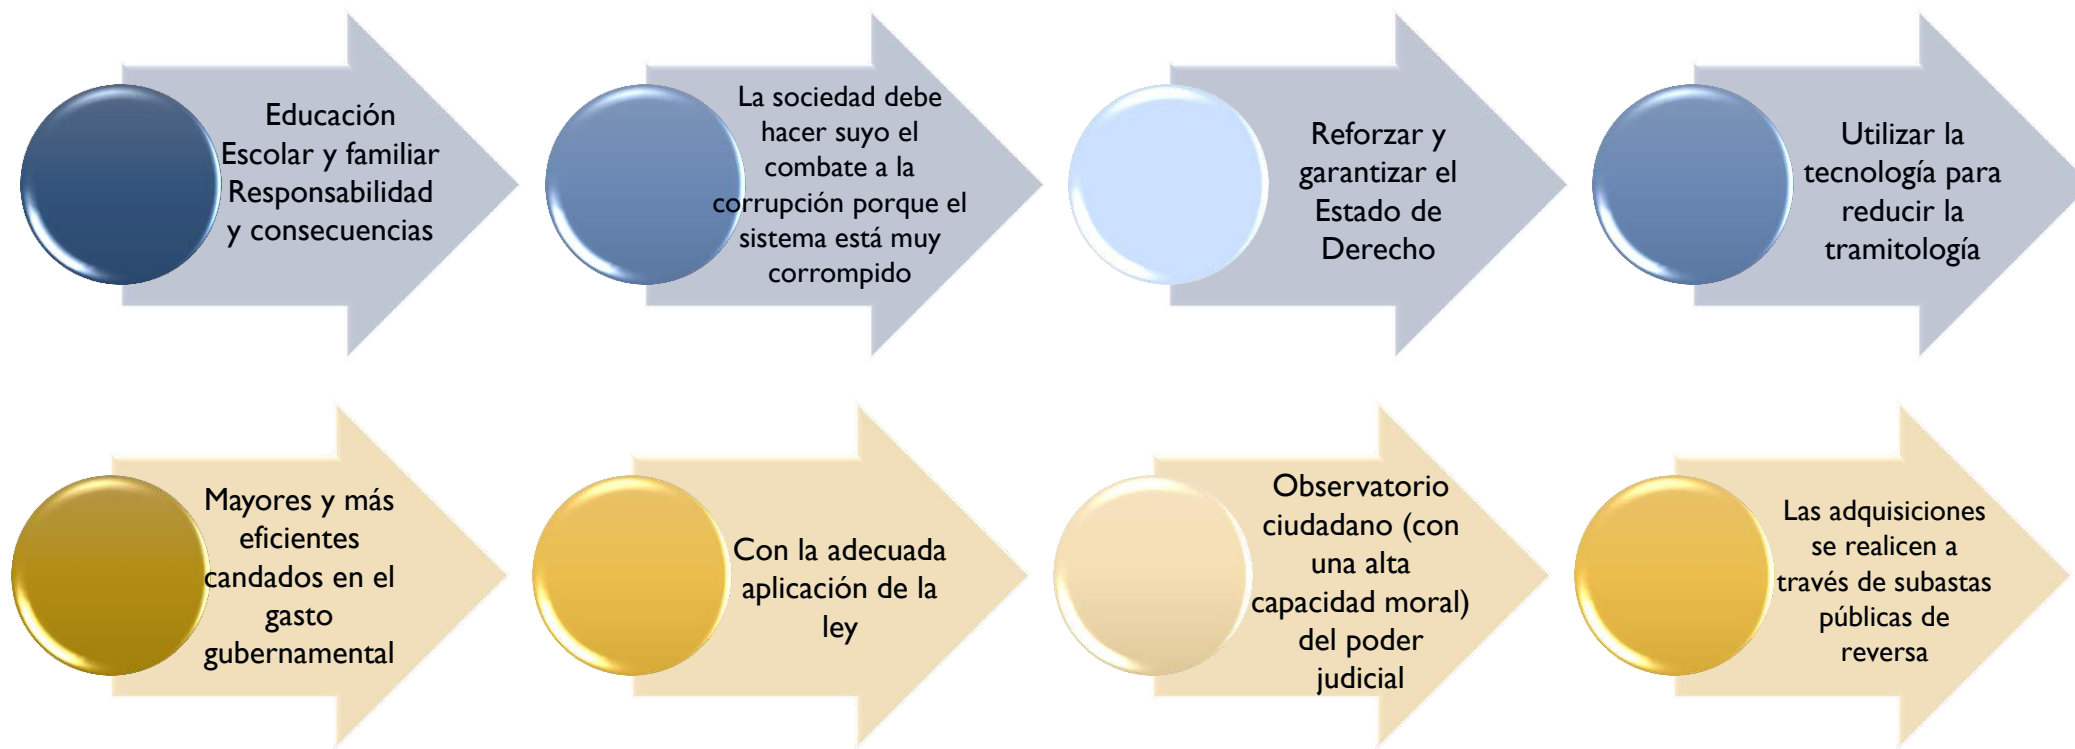 Educación
Escolar y familiar
Responsabilidad
y consecuencias
La sociedad debe
hacer suyo el
combate a la
corrupción porque el
sistema está muy
corrompido
Reforzar y
garantizar el
Estado de
Derecho
Utilizar la
tecnología para
reducir la
tramitología
Mayores y más
eficientes
candados en el
gasto
gubernamental
Con la adecuada
aplicación de la
ley
Observatorio
ciudadano (con
una alta
capacidad moral)
del poder
judicial
Las adquisiciones
se realicen a
través de subastas
públicas de
reversa